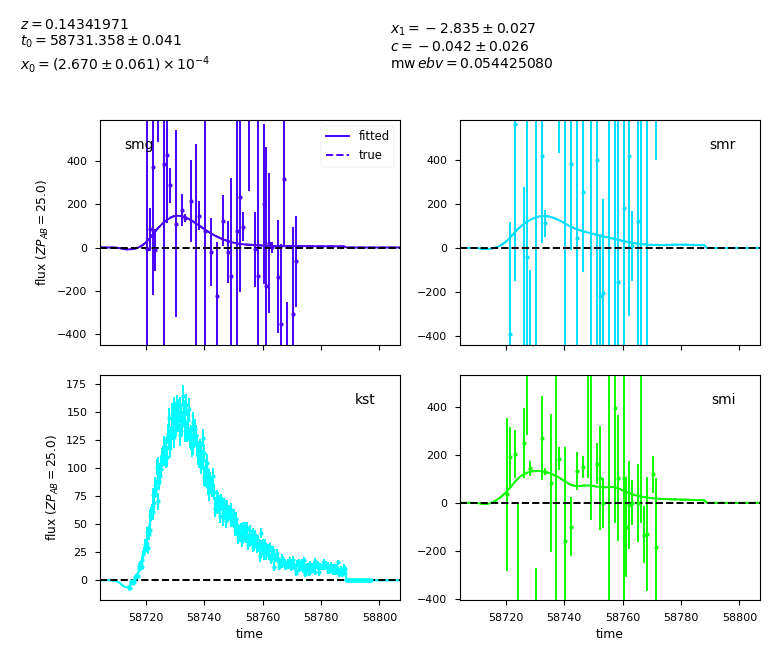 z = 0.14341971
t₀ = 58731.358 ± 0.041
x₀ = (2.670 ± 0.061) × 10⁻⁴
x₁ = −2.835 ± 0.027
c = −0.042 ± 0.026
mw ebv = 0.054425080
smg
fitted
true
flux (ZP_AB = 25.0)
400
200
0
−200
−400
smr
400
200
0
−200
−400
kst
flux (ZP_AB = 25.0)
175
150
125
100
75
50
25
0
58720 58740 58760 58780 58800
time
smi
400
200
0
−200
−400
58720 58740 58760 58780 58800
time